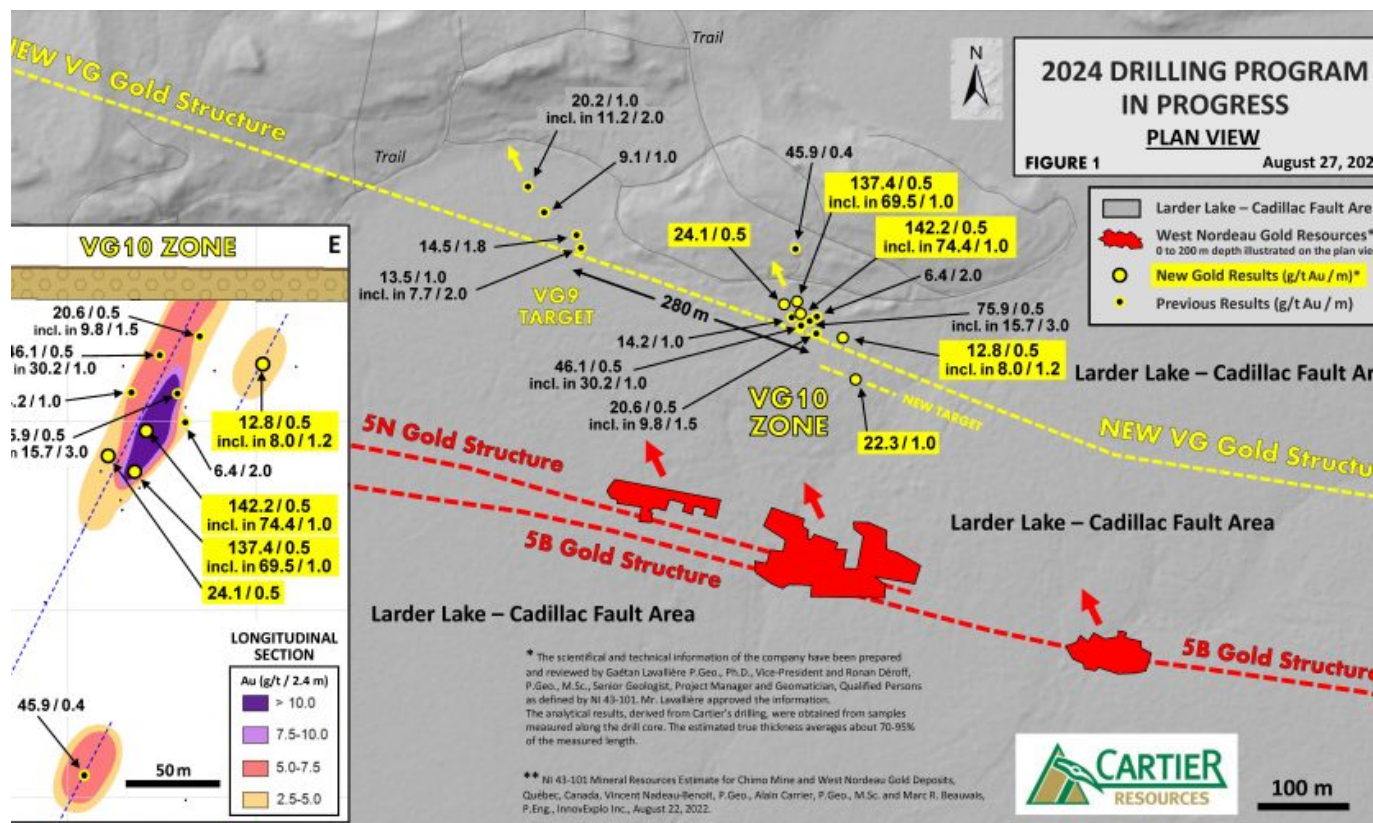 2024 DRILLING PROGRAM
IN PROGRESS
PLAN VIEW
FIGURE 1
August 27, 202
N
Larder Lake – Cadillac Fault Are
West Nordeau Gold Resources*
0 to 200 m depth illustrated on the plan vie
New Gold Results (g/t Au / m)*
Previous Results (g/t Au / m)
Trail
Trail
NEW VG Gold Structure
20.2 / 1.0
incl. in 11.2 / 2.0
9.1 / 1.0
14.5 / 1.8
13.5 / 1.0
incl. in 7.7 / 2.0
VG9
TARGET
280 m
45.9 / 0.4
137.4 / 0.5
incl. in 69.5 / 1.0
24.1 / 0.5
142.2 / 0.5
incl. in 74.4 / 1.0
6.4 / 2.0
75.9 / 0.5
incl. in 15.7 / 3.0
14.2 / 1.0
12.8 / 0.5
incl. in 8.0 / 1.2
46.1 / 0.5
incl. in 30.2 / 1.0
20.6 / 0.5
incl. in 9.8 / 1.5
VG10
ZONE
NEW TARGET
22.3 / 1.0
Larder Lake – Cadillac Fault Ar
NEW VG Gold Structu
5N Gold Structure
5B Gold Structure
Larder Lake – Cadillac Fault Area
Larder Lake – Cadillac Fault Area
5B Gold Structure
VG10 ZONE
E
20.6 / 0.5
incl. in 9.8 / 1.5
46.1 / 0.5
in 30.2 / 1.0
.2 / 1.0
5.9 / 0.5
in 15.7 / 3.0
12.8 / 0.5
incl. in 8.0 / 1.2
6.4 / 2.0
142.2 / 0.5
incl. in 74.4 / 1.0
137.4 / 0.5
incl. in 69.5 / 1.0
24.1 / 0.5
LONGITUDINAL
SECTION
Au (g/t / 2.4 m)
> 10.0
7.5-10.0
5.0-7.5
2.5-5.0
45.9 / 0.4
50 m
* The scientifical and technical information of the company have been prepared
and reviewed by Gaétan Lavallière P.Geo., Ph.D., Vice-President and Ronan Déroff,
P.Geo., M.Sc., Senior Geologist, Project Manager and Geomatician, Qualified Persons
as defined by NI 43-101. Mr. Lavallière approved the information.
The analytical results, derived from Cartier's drilling, were obtained from samples
measured along the drill core. The estimated true thickness averages about 70-95%
of the measured length.
** NI 43-101 Mineral Resources Estimate for Chimo Mine and West Nordeau Gold Deposits,
Québec, Canada, Vincent Nadeau-Benoit, P.Geo., Alain Carrier, P.Geo., M.Sc. and Marc R. Beauvais,
P.Eng., InnovExplo Inc., August 22, 2022.
CARTIER
RESOURCES
100 m